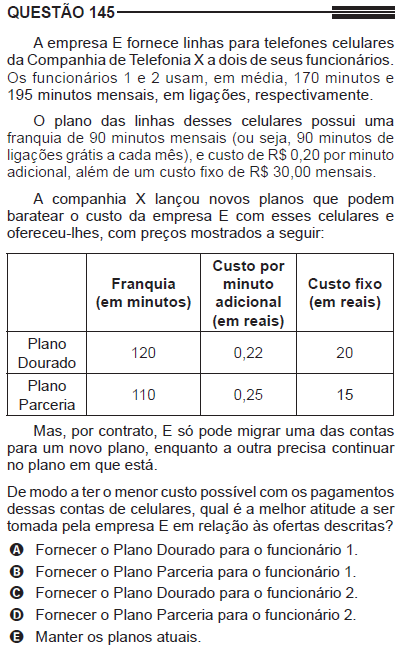 QUESTÃO 145
A empresa E fornece linhas para telefones celulares
da Companhia de Telefonia X a dois de seus funcionários.
Os funcionários 1 e 2 usam, em média, 170 minutos e
195 minutos mensais, em ligações, respectivamente.
O plano das linhas desses celulares possui uma
franquia de 90 minutos mensais (ou seja, 90 minutos de
ligações grátis a cada mês), e custo de R$ 0,20 por minuto
adicional, além de um custo fixo de R$ 30,00 mensais.
A companhia X lançou novos planos que podem
baratear o custo da empresa E com esses celulares e
ofereceu-lhes, com preços mostrados a seguir:
Franquia
(em minutos)
Custo por
minuto
adicional
(em reais)
Custo fixo
(em reais)
Plano
Dourado
120
0,22
20
Plano
Parceria
110
0,25
15
Mas, por contrato, E só pode migrar uma das contas
para um novo plano, enquanto a outra precisa continuar
no plano em que está.
De modo a ter o menor custo possível com os pagamentos
dessas contas de celulares, qual é a melhor atitude a ser
tomada pela empresa E em relação às ofertas descritas?
A Fornecer o Plano Dourado para o funcionário 1.
B Fornecer o Plano Parceria para o funcionário 1.
C Fornecer o Plano Dourado para o funcionário 2.
D Fornecer o Plano Parceria para o funcionário 2.
E Manter os planos atuais.